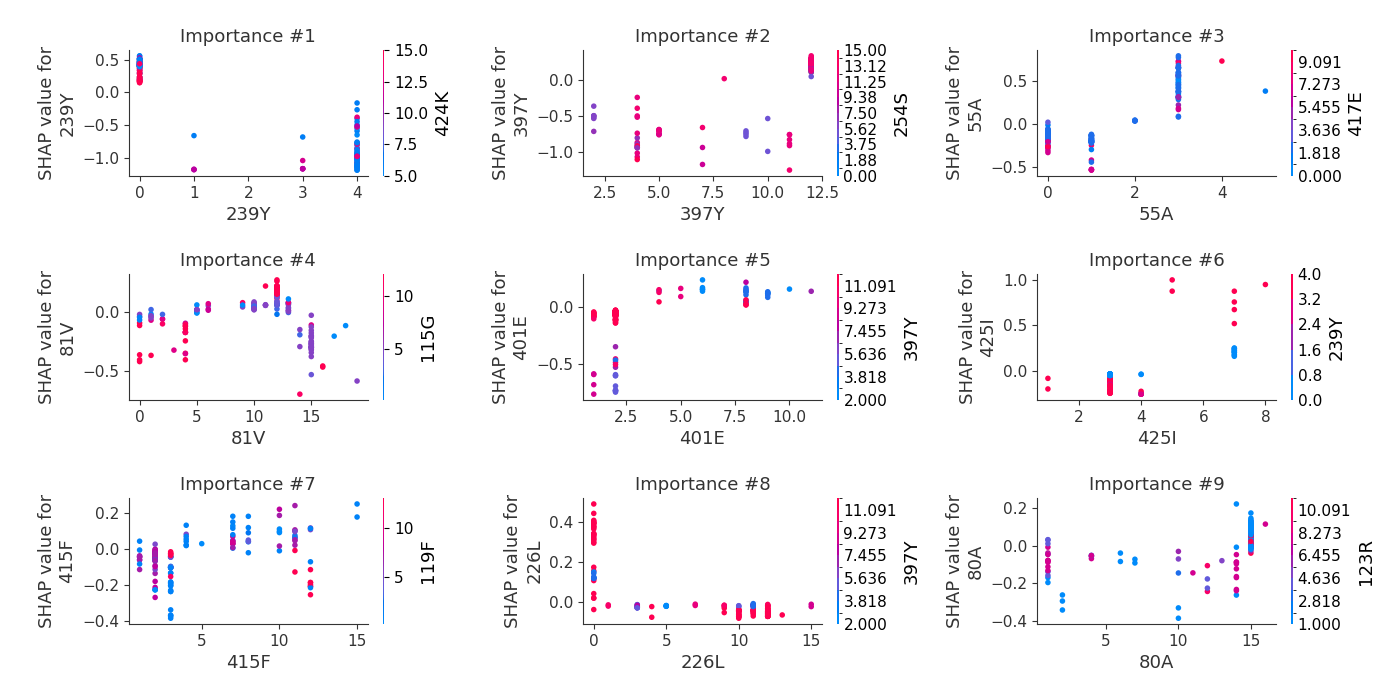 Importance #1
SHAP value for
239Y
0.5
0.0
−0.5
−1.0
0
1
2
3
4
239Y
15.0
12.5
10.0
7.5
5.0
424K
Importance #2
SHAP value for
397Y
0.0
−0.5
−1.0
2.5
5.0
7.5
10.0
12.5
397Y
15.00
13.12
11.25
9.38
7.50
5.62
3.75
1.88
0.00
254S
Importance #3
SHAP value for
55A
0.5
0.0
−0.5
0
2
4
55A
9.091
7.273
5.455
3.636
1.818
0.000
417E
Importance #4
SHAP value for
81V
0.0
−0.5
0
5
10
15
81V
10
5
115G
Importance #5
SHAP value for
401E
0.0
−0.5
2.5
5.0
7.5
10.0
401E
11.091
9.273
7.455
5.636
3.818
2.000
397Y
Importance #6
SHAP value for
425I
1.0
0.5
0.0
2
4
6
8
425I
4.0
3.2
2.4
1.6
0.8
0.0
239Y
Importance #7
SHAP value for
415F
0.2
0.0
−0.2
−0.4
5
10
15
415F
10
5
119F
Importance #8
SHAP value for
226L
0.4
0.2
0.0
0
5
10
15
226L
11.091
9.273
7.455
5.636
3.818
2.000
397Y
Importance #9
SHAP value for
80A
0.2
0.0
−0.2
−0.4
5
10
15
80A
10.091
8.273
6.455
4.636
2.818
1.000
123R